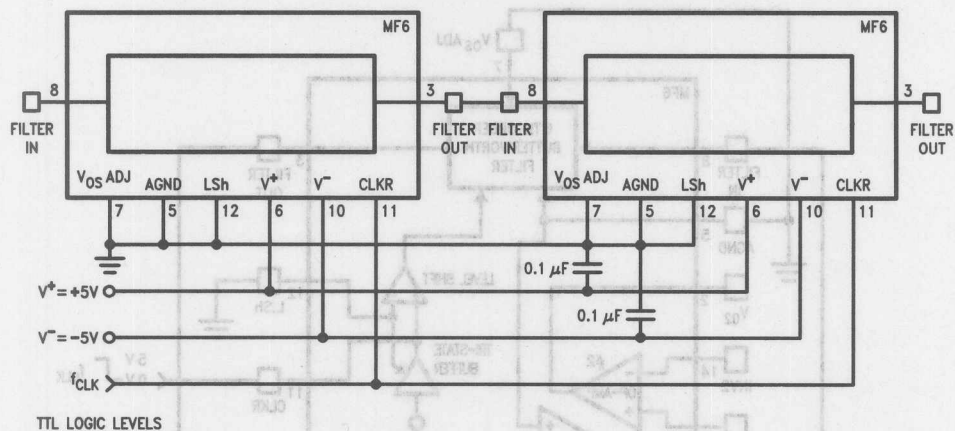 MF6
MF6
8
3
8
3
FILTER IN
FILTER OUT
FILTER IN
FILTER OUT
V_OS ADJ AGND LSh V⁺ V⁻ CLKR
V_OS ADJ AGND LSh V⁺ V⁻ CLKR
7 5 12 6 10 11
7 5 12 6 10 11
0.1 μF
V⁺=+5V
0.1 μF
V⁻=−5V
f_CLK
TTL LOGIC LEVELS